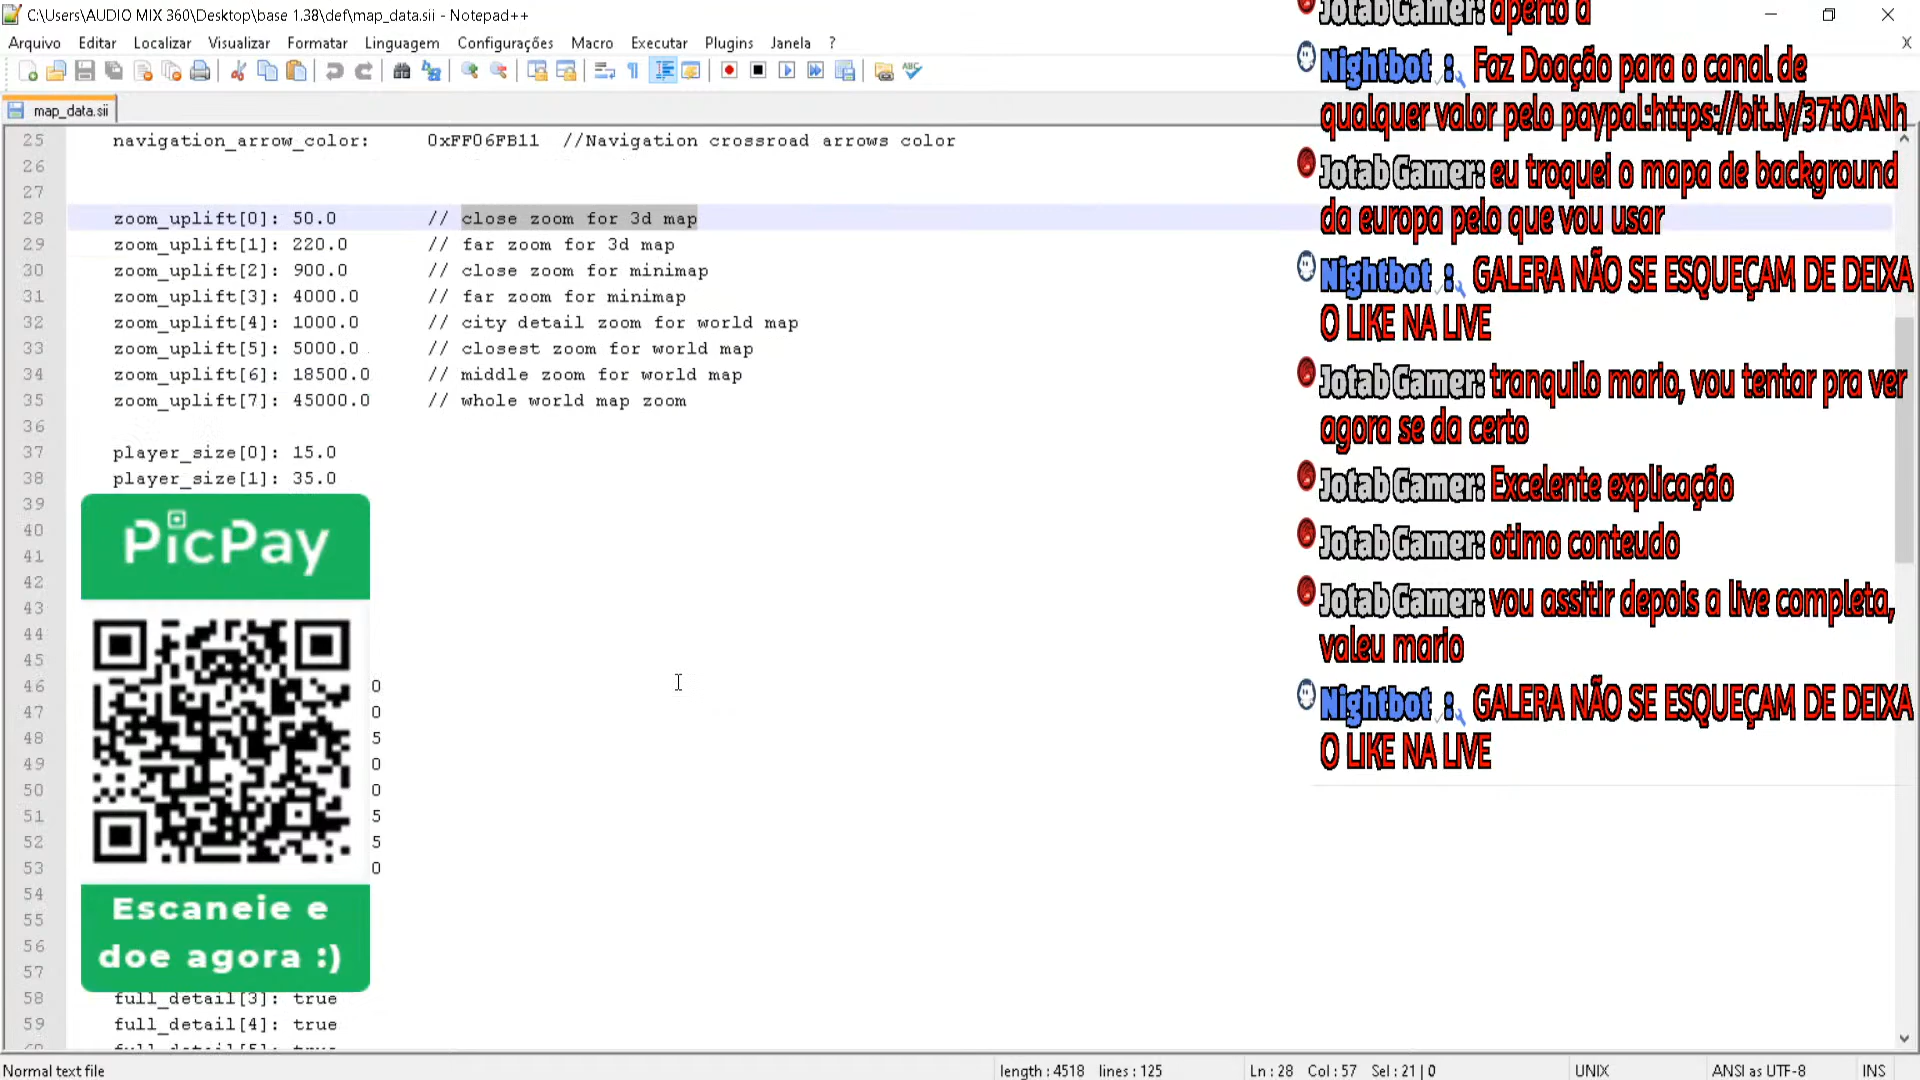 C:\Users\AUDIO MIX 360\Desktop\base 1.38\def\map_data.sii - Notepad++
Arquivo Editar Localizar Visualizar Formatar Linguagem Configurações Macro Executar Plugins Janela ?
map_data.sii
25 navigation_arrow_color: 0xFF06FB11 //Navigation crossroad arrows color
26
27
28 zoom_uplift[0]: 50.0 // close zoom for 3d map
29 zoom_uplift[1]: 220.0 // far zoom for 3d map
30 zoom_uplift[2]: 900.0 // close zoom for minimap
31 zoom_uplift[3]: 4000.0 // far zoom for minimap
32 zoom_uplift[4]: 1000.0 // city detail zoom for world map
33 zoom_uplift[5]: 5000.0 // closest zoom for world map
34 zoom_uplift[6]: 18500.0 // middle zoom for world map
35 zoom_uplift[7]: 45000.0 // whole world map zoom
36
37 player_size[0]: 15.0
38 player_size[1]: 35.0
39
40
41
42
43
44
45
46 0
47 0
48 5
49 0
50 0
51 5
52 5
53 0
54
55
56
57
58 full_detail[3]: true
59 full_detail[4]: true
PicPay
Escaneie e
doe agora :)
JotabGamer: aperto a
Nightbot : Faz Doação para o canal de
qualquer valor pelo paypal:https://bit.ly/37tOANh
JotabGamer: eu troquei o mapa de background
da europa pelo que vou usar
Nightbot : GALERA NÃO SE ESQUEÇAM DE DEIXA
O LIKE NA LIVE
JotabGamer: tranquilo mario, vou tentar pra ver
agora se da certo
JotabGamer: Excelente explicação
JotabGamer: otimo conteudo
JotabGamer: vou assitir depois a live completa,
valeu mario
Nightbot : GALERA NÃO SE ESQUEÇAM DE DEIXA
O LIKE NA LIVE
Normal text file length : 4518 lines : 125 Ln : 28 Col : 57 Sel : 21 | 0 UNIX ANSI as UTF-8 INS